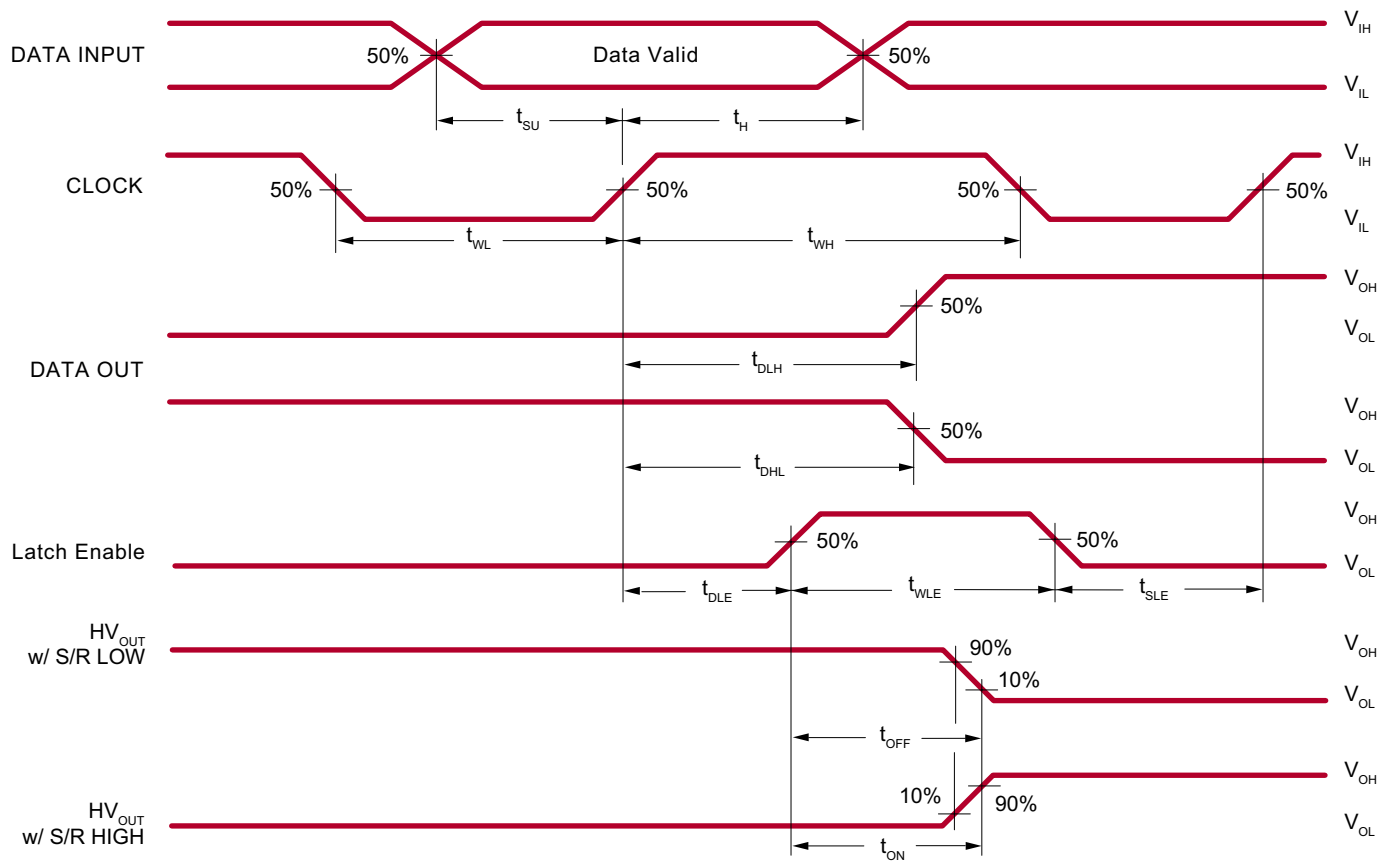 DATA INPUT
50%
Data Valid
50%
V_IH
V_IL
t_SU
t_H
CLOCK
50%
50%
50%
50%
V_IH
V_IL
t_WL
t_WH
DATA OUT
50%
V_OH
V_OL
t_DLH
50%
V_OH
V_OL
t_DHL
Latch Enable
50%
50%
V_OH
V_OL
t_DLE
t_WLE
t_SLE
HV_OUT
w/ S/R LOW
90%
10%
V_OH
V_OL
t_OFF
HV_OUT
w/ S/R HIGH
10%
90%
V_OH
V_OL
t_ON